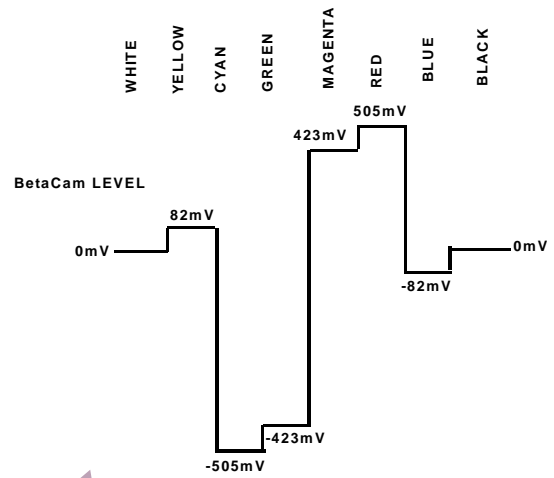 WHITE
YELLOW
CYAN
GREEN
MAGENTA
RED
BLUE
BLACK
505mV
423mV
BetaCam LEVEL
82mV
0mV
0mV
-82mV
-423mV
-505mV